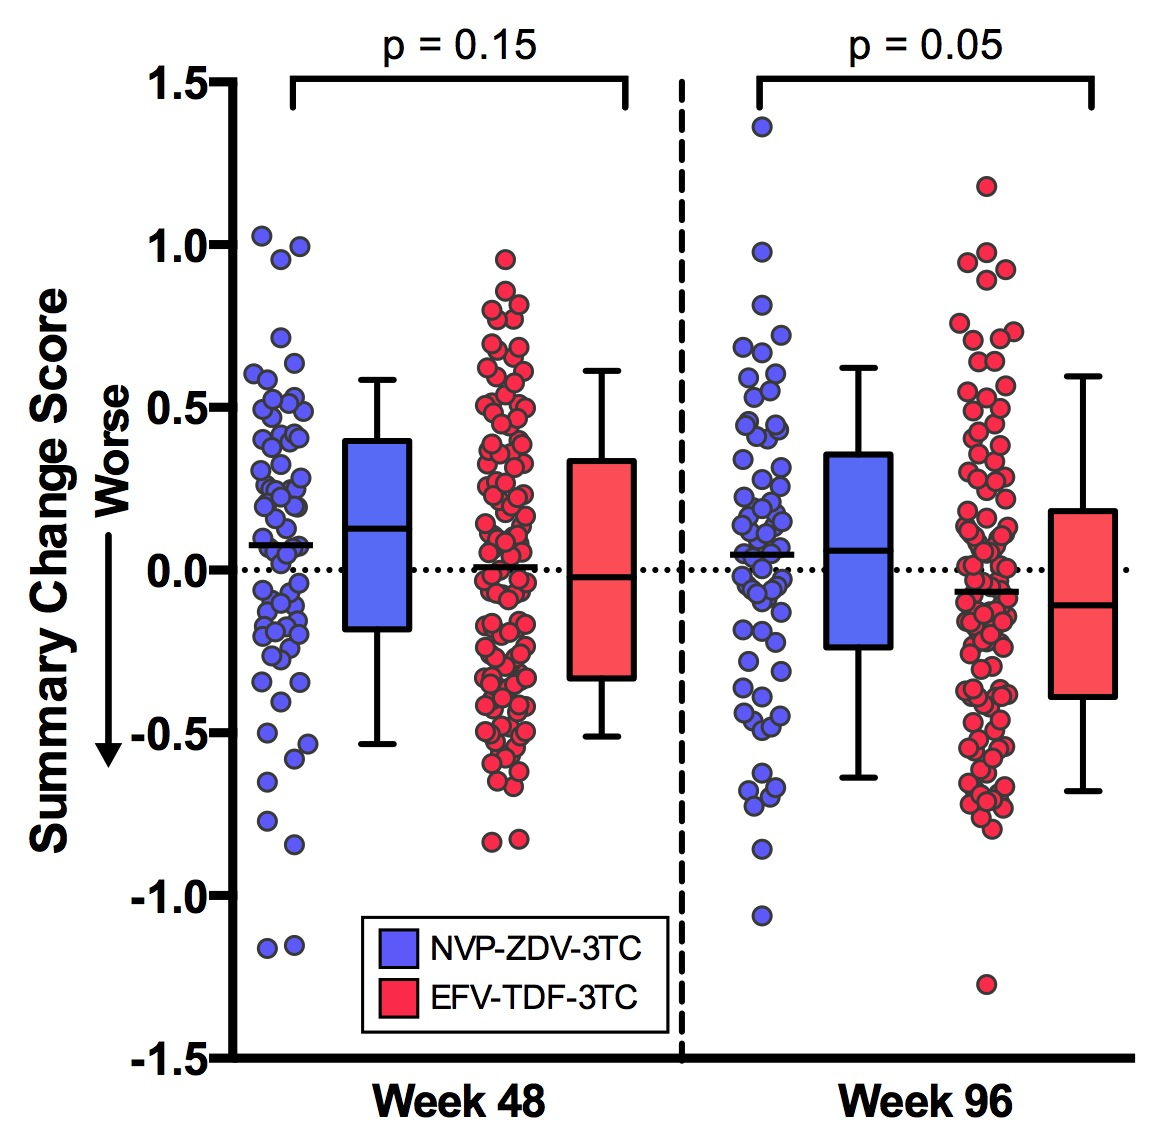 p = 0.15
p = 0.05
1.5
1.0
0.5
0.0
-0.5
-1.0
-1.5
Summary Change Score
Worse
NVP-ZDV-3TC
EFV-TDF-3TC
Week 48
Week 96